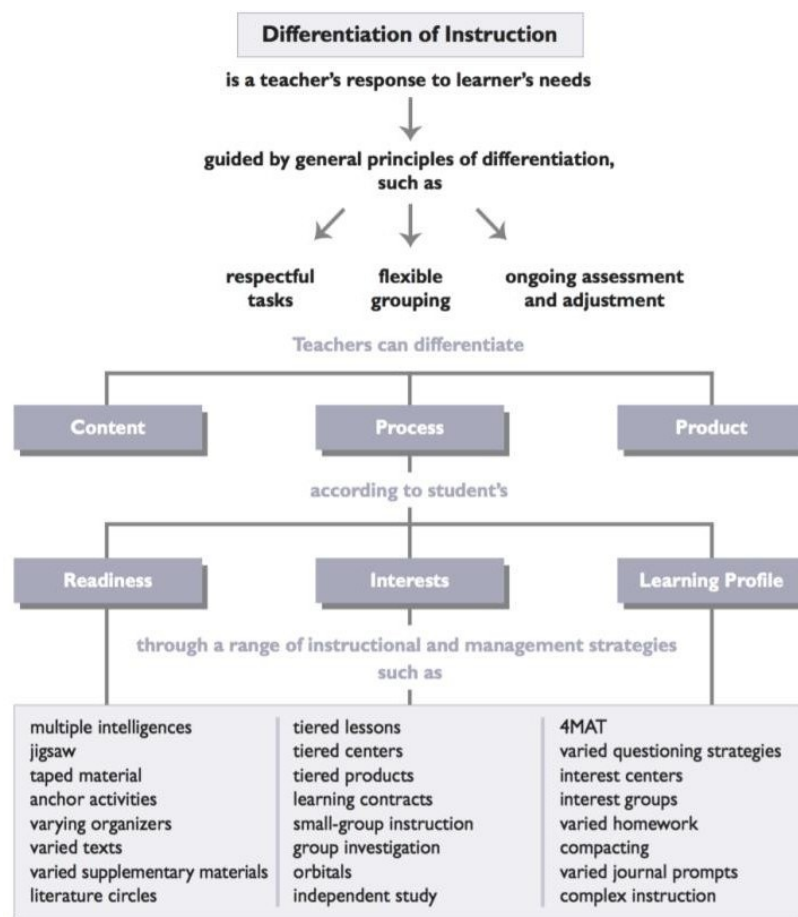 Differentiation of Instruction
is a teacher's response to learner's needs
guided by general principles of differentiation,
such as
respectful
tasks
flexible
grouping
ongoing assessment
and adjustment
Teachers can differentiate
Content
Process
Product
according to student's
Readiness
Interests
Learning Profile
through a range of instructional and management strategies
such as
multiple intelligences
jigsaw
taped material
anchor activities
varying organizers
varied texts
varied supplementary materials
literature circles
tiered lessons
tiered centers
tiered products
learning contracts
small-group instruction
group investigation
orbitals
independent study
4MAT
varied questioning strategies
interest centers
interest groups
varied homework
compacting
varied journal prompts
complex instruction